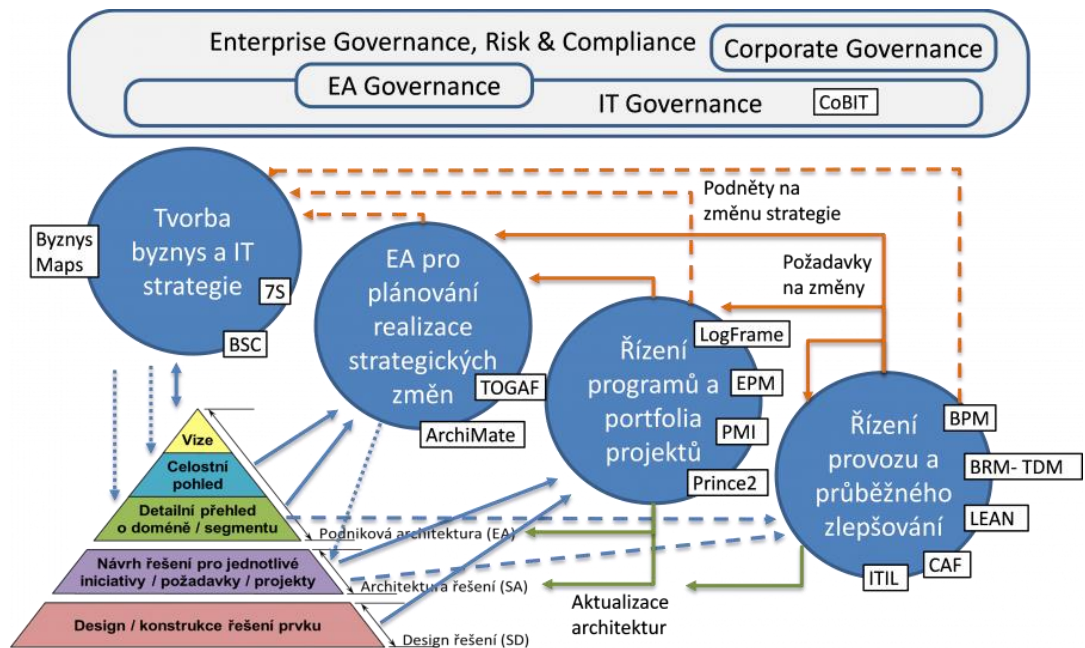 Enterprise Governance, Risk & Compliance
Corporate Governance
EA Governance
IT Governance
CoBIT
Tvorba
byznys a IT
strategie
Byznys
Maps
7S
BSC
EA pro
plánování
realizace
strategických
změn
TOGAF
ArchiMate
Podněty na
změnu strategie
Požadavky
na změny
Řízení
programů a
portfolia
projektů
LogFrame
EPM
PMI
Prince2
Řízení
provozu a
průběžného
zlepšování
BPM
BRM- TDM
LEAN
CAF
ITIL
Vize
Celostní
pohled
Detailní přehled
o doméně / segmentu
Podniková architektura (EA)
Návrh řešení pro jednotlivé
iniciativy / požadavky / projekty
Architektura řešení (SA)
Design / konstrukce řešení prvku
Design řešení (SD)
Aktualizace
architektur